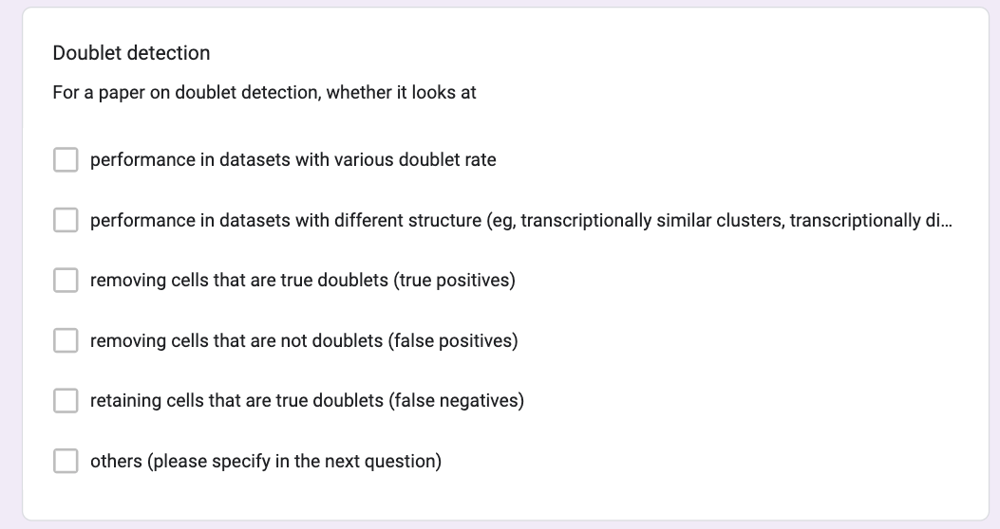 Doublet detection
For a paper on doublet detection, whether it looks at
performance in datasets with various doublet rate
performance in datasets with different structure (eg, transcriptionally similar clusters, transcriptionally di...
removing cells that are true doublets (true positives)
removing cells that are not doublets (false positives)
retaining cells that are true doublets (false negatives)
others (please specify in the next question)